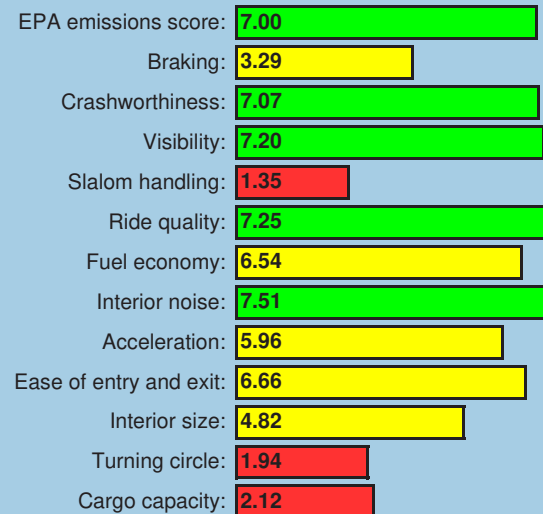 EPA emissions score: 7.00
Braking: 3.29
Crashworthiness: 7.07
Visibility: 7.20
Slalom handling: 1.35
Ride quality: 7.25
Fuel economy: 6.54
Interior noise: 7.51
Acceleration: 5.96
Ease of entry and exit: 6.66
Interior size: 4.82
Turning circle: 1.94
Cargo capacity: 2.12